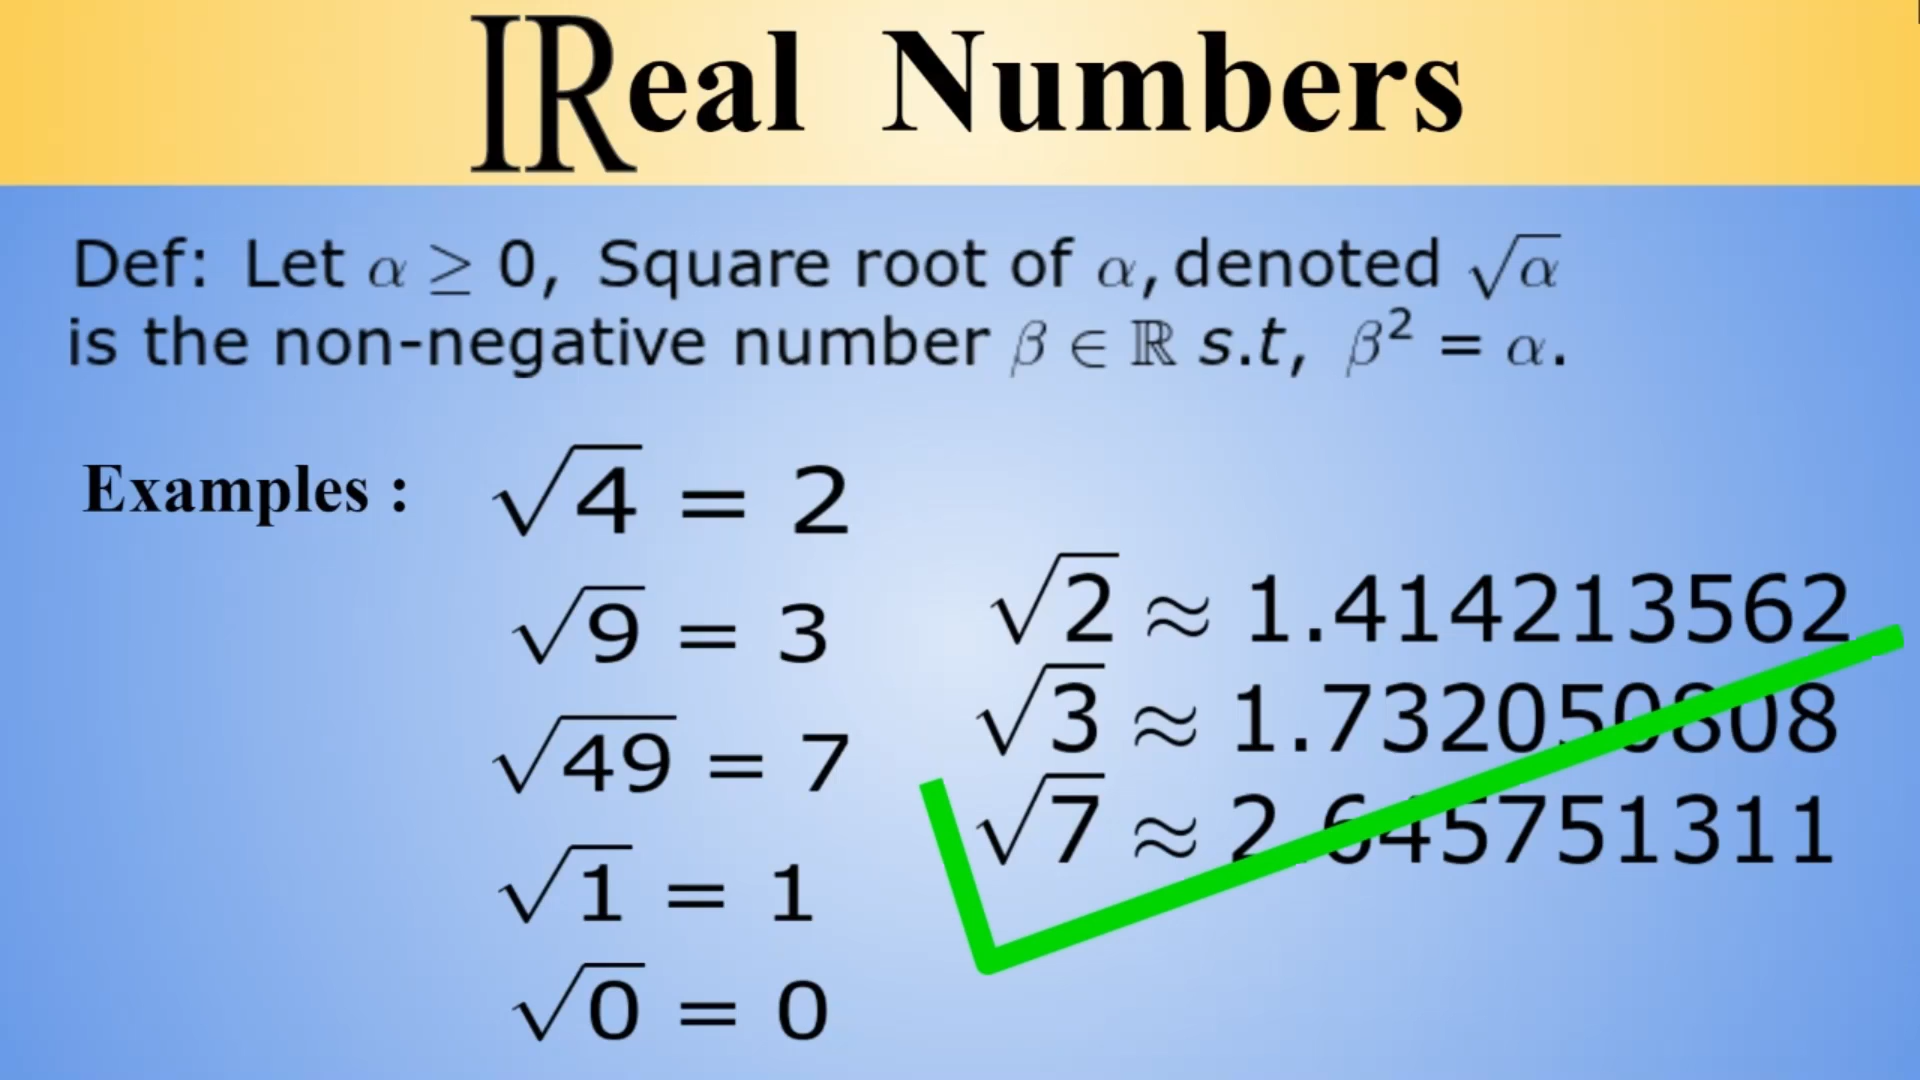 ℝeal Numbers
Def: Let α ≥ 0, Square root of α, denoted √α
is the non-negative number β ∈ ℝ s.t, β² = α.
Examples :
√4 = 2
√9 = 3
√49 = 7
√1 = 1
√0 = 0
√2 ≈ 1.414213562
√3 ≈ 1.732050808
√7 ≈ 2.645751311